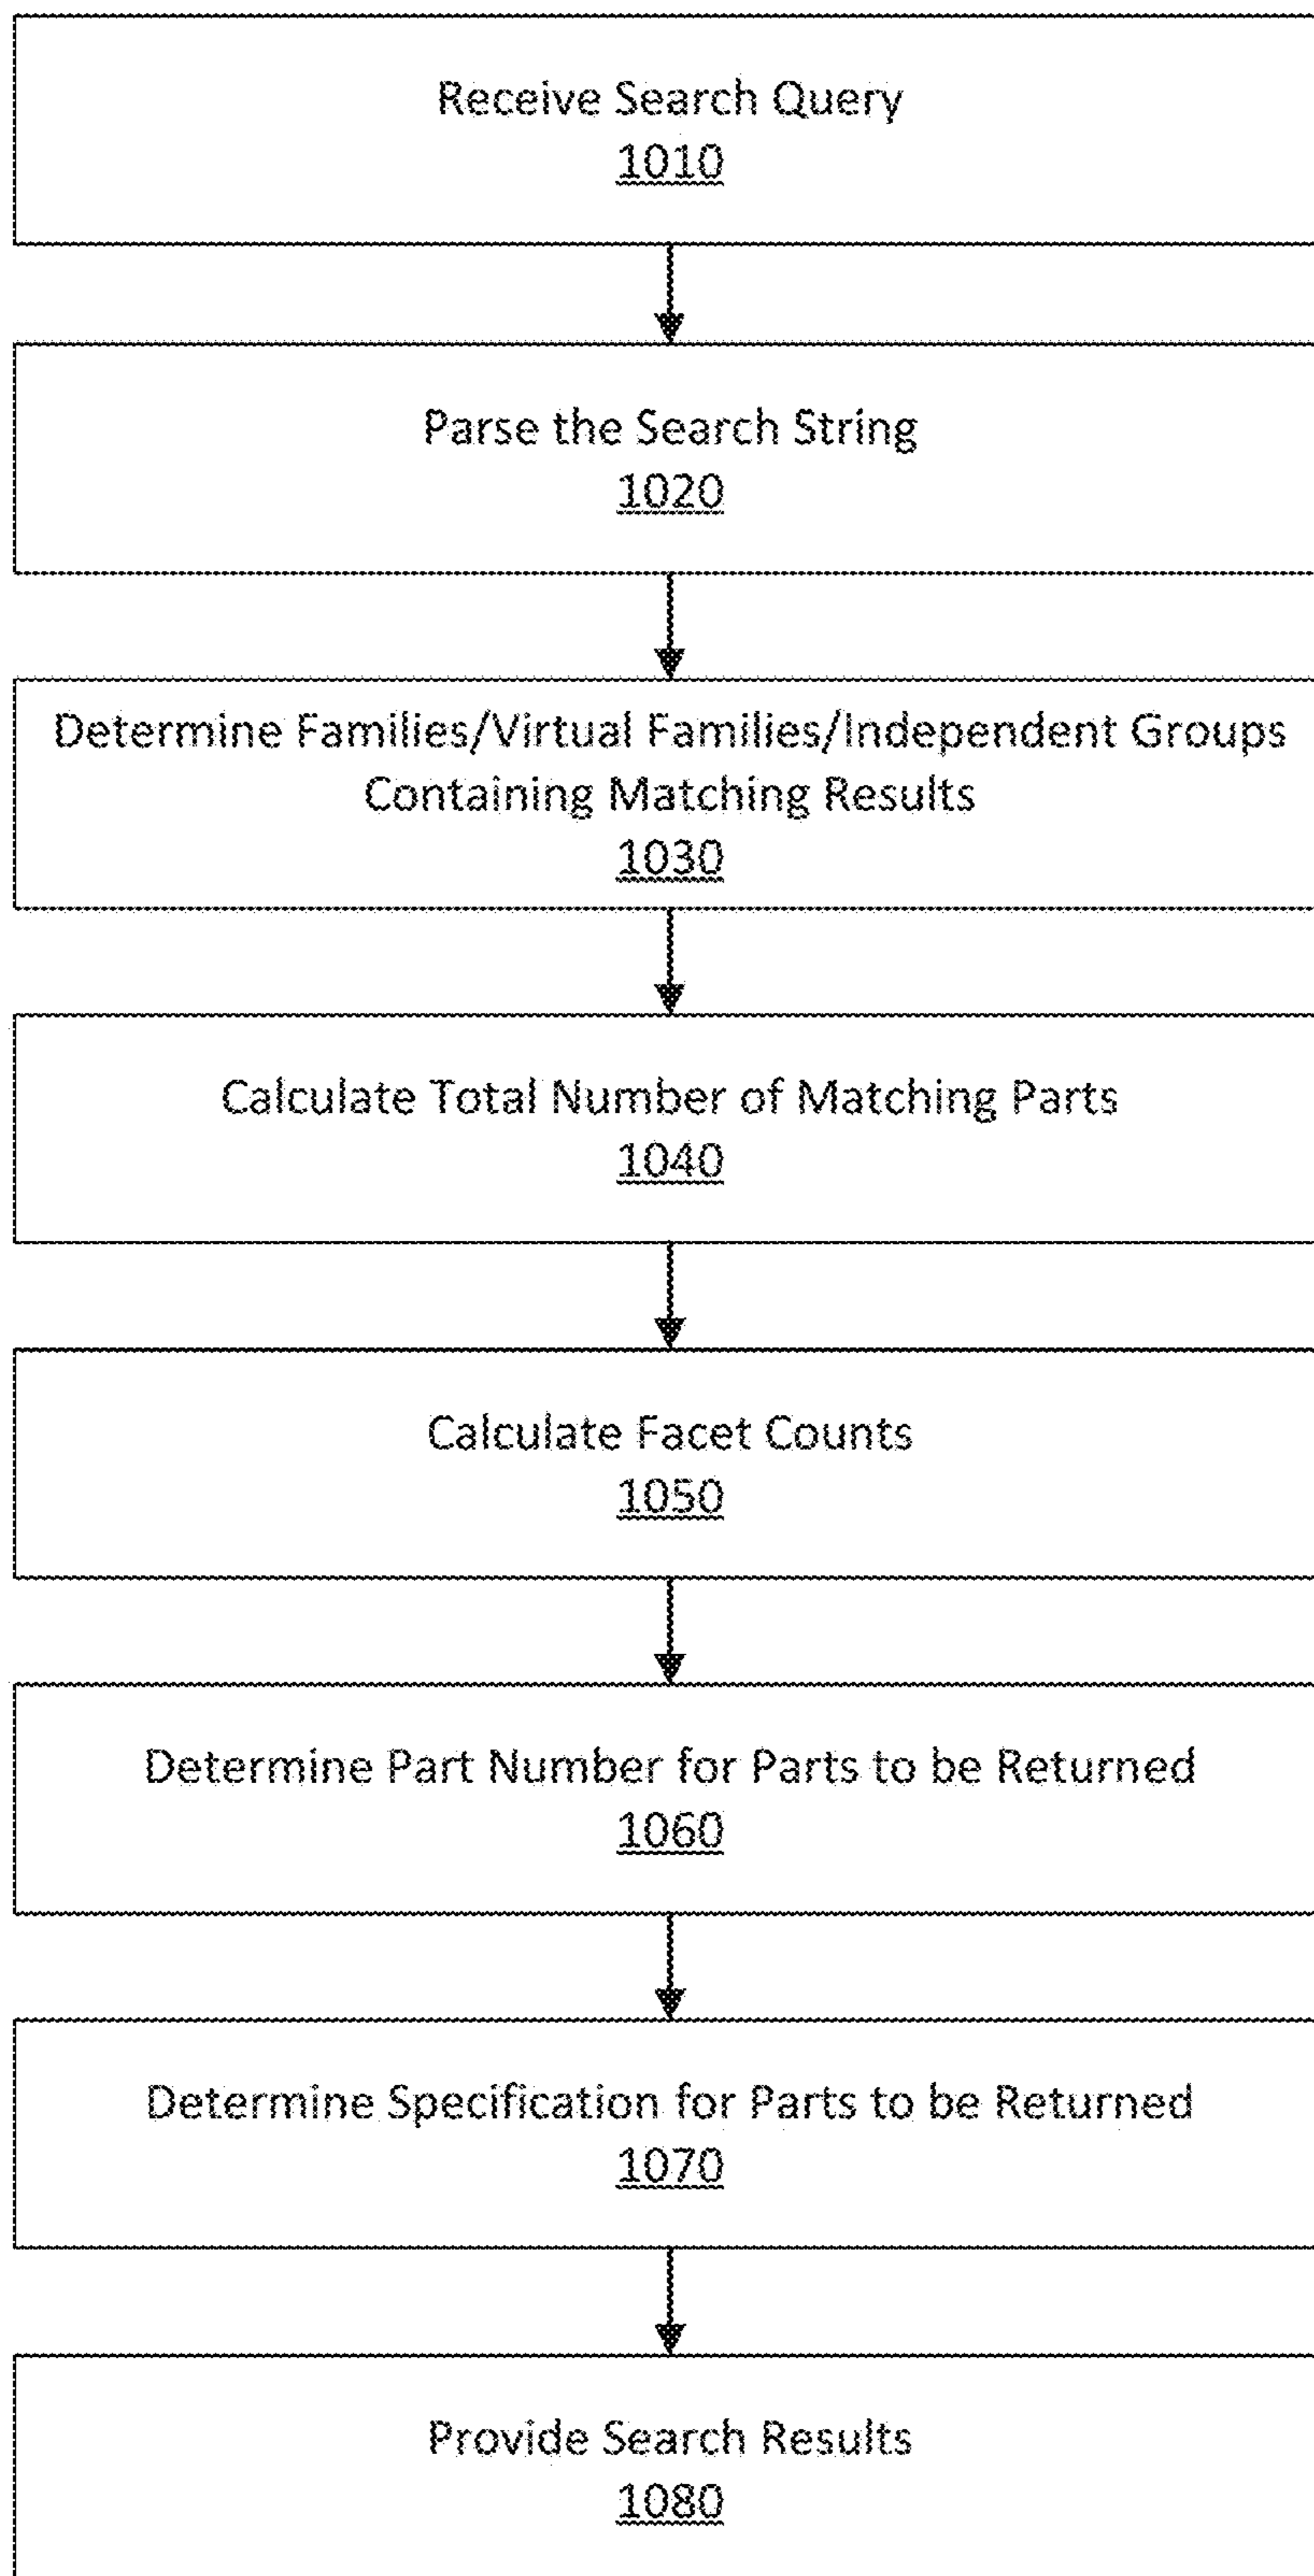 Receive Search Query
1010
Parse the Search String
1020
Determine Families/Virtual Families/Independent Groups
Containing Matching Results
1030
Calculate Total Number of Matching Parts
1040
Calculate Facet Counts
1050
Determine Part Number for Parts to be Returned
1060
Determine Specification for Parts to be Returned
1070
Provide Search Results
1080